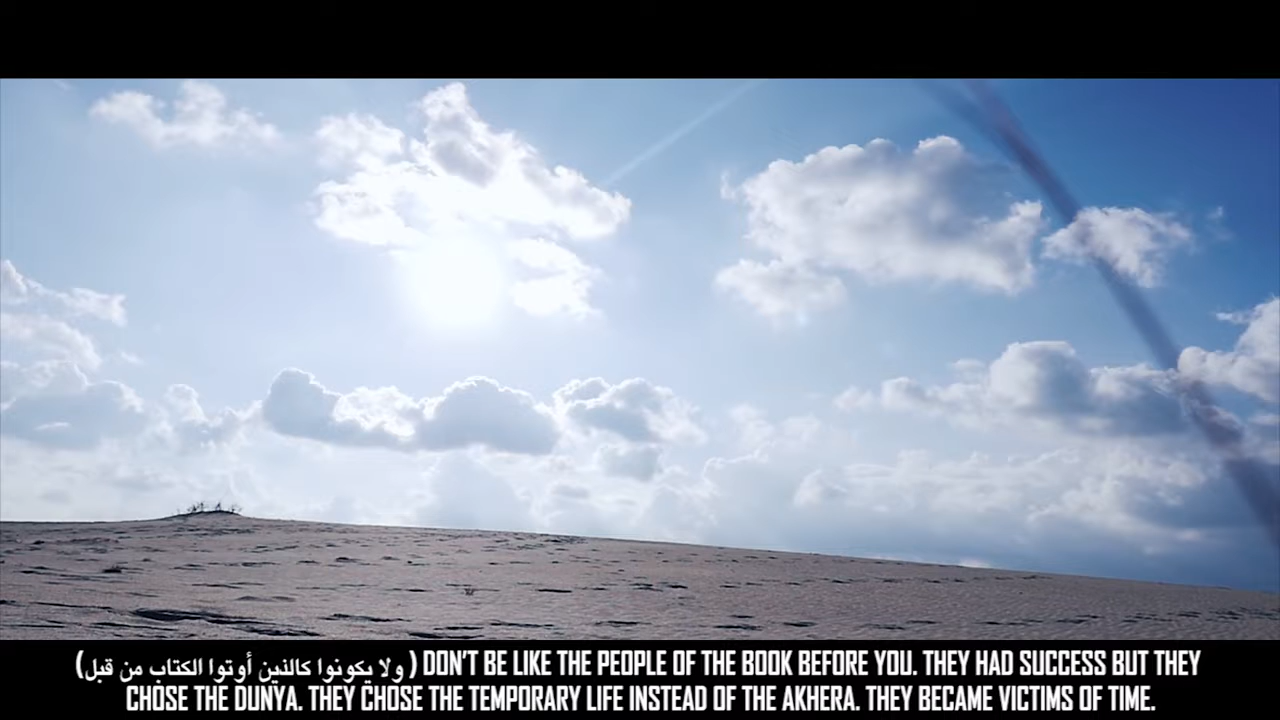 (ولا يكونوا كالذين أوتوا الكتاب من قبل) DON'T BE LIKE THE PEOPLE OF THE BOOK BEFORE YOU. THEY HAD SUCCESS BUT THEY
CHOSE THE DUNYA. THEY CHOSE THE TEMPORARY LIFE INSTEAD OF THE AKHERA. THEY BECAME VICTIMS OF TIME.